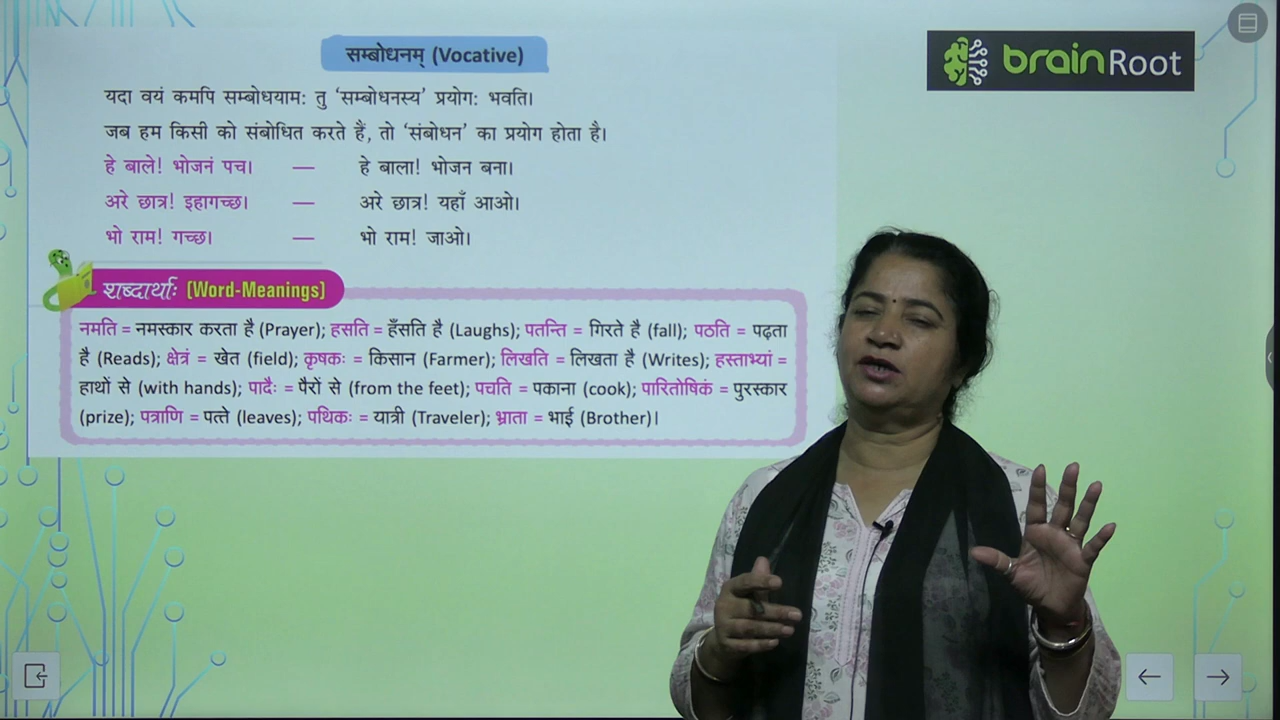 सम्बोधनम् (Vocative)
brainRoot
यदा वयं कमपि सम्बोधयामः तु ‘सम्बोधनस्य’ प्रयोगः भवति।
जब हम किसी को संबोधित करते हैं, तो ‘संबोधन’ का प्रयोग होता है।
हे बाले! भोजनं पच। — हे बाला! भोजन बना।
अरे छात्र! इहागच्छ। — अरे छात्र! यहाँ आओ।
भो राम! गच्छ। — भो राम! जाओ।
शब्दार्थाः (Word-Meanings)
नमति = नमस्कार करता है (Prayer); हसति = हँसति है (Laughs); पतन्ति = गिरते है (fall); पठति = पढ़ता
है (Reads); क्षेत्रं = खेत (field); कृषकः = किसान (Farmer); लिखति = लिखता है (Writes); हस्ताभ्यां =
हाथों से (with hands); पादैः = पैरों से (from the feet); पचति = पकाना (cook); पारितोषिकं = पुरस्कार
(prize); पत्राणि = पत्ते (leaves); पथिकः = यात्री (Traveler); भ्राता = भाई (Brother)।